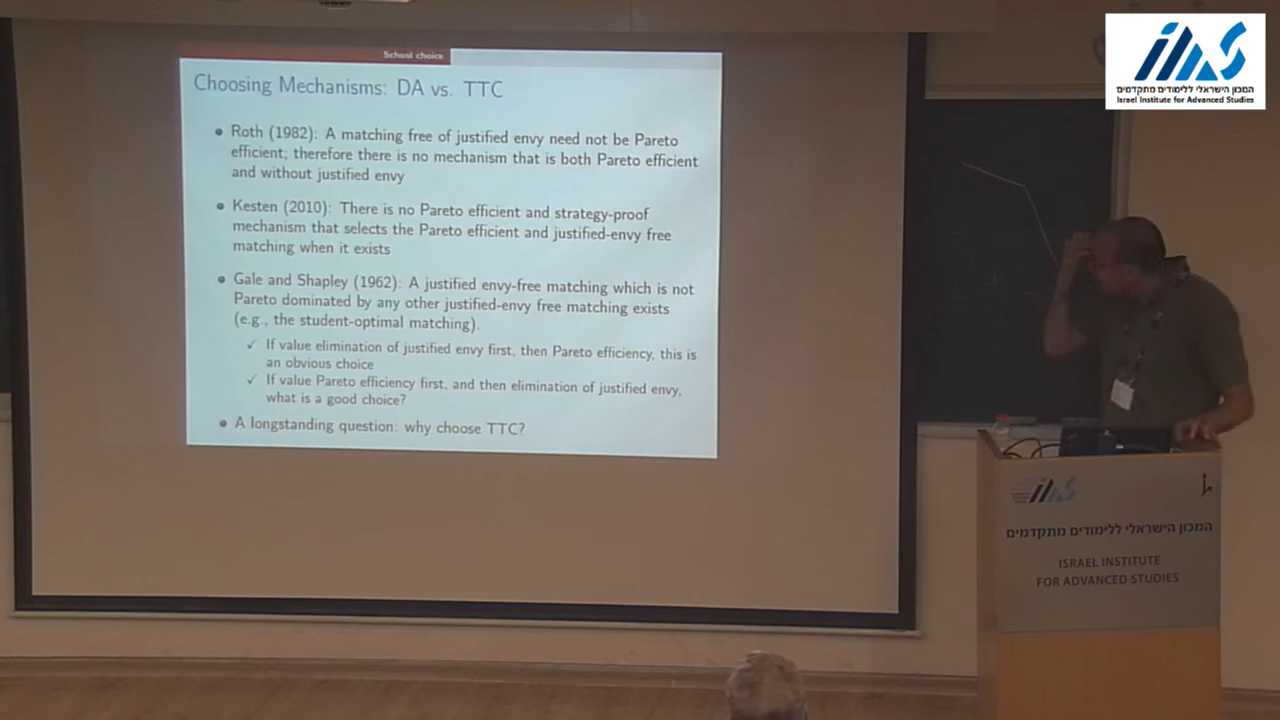 School choice
Choosing Mechanisms: DA vs. TTC
Roth (1982): A matching free of justified envy need not be Pareto
efficient; therefore there is no mechanism that is both Pareto efficient
and without justified envy
Kesten (2010): There is no Pareto efficient and strategy-proof
mechanism that selects the Pareto efficient and justified-envy free
matching when it exists
Gale and Shapley (1962): A justified envy-free matching which is not
Pareto dominated by any other justified-envy free matching exists
(e.g., the student-optimal matching).
✓ If value elimination of justified envy first, then Pareto efficiency, this is
an obvious choice
✓ If value Pareto efficiency first, and then elimination of justified envy,
what is a good choice?
A longstanding question: why choose TTC?
המכון הישראלי ללימודים מתקדמים
Israel Institute for Advanced Studies
המכון הישראלי ללימודים מתקדמים
ISRAEL INSTITUTE
FOR ADVANCED STUDIES